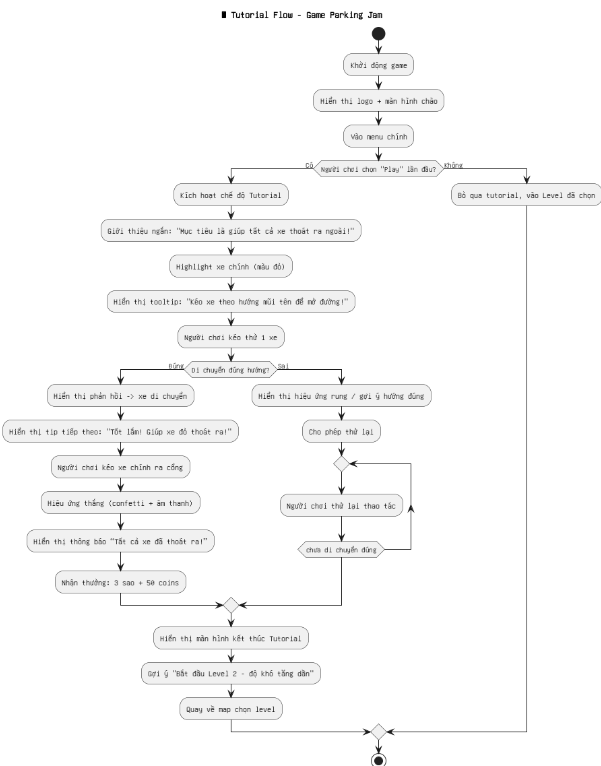 Tutorial Flow - Game Parking Jam
Khởi động game
Hiển thị logo + màn hình chào
Vào menu chính
Có
Người chơi chọn "Play" lần đầu?
Không
Kích hoạt chế độ Tutorial
Bỏ qua tutorial, vào Level đã chọn
Giới thiệu ngắn: "Mục tiêu là giúp tất cả xe thoát ra ngoài!"
Highlight xe chính (màu đỏ)
Hiển thị tooltip: "Kéo xe theo hướng mũi tên để mở đường!"
Người chơi kéo thử 1 xe
Đúng
Di chuyển đúng hướng?
Sai
Hiển thị phản hồi -> xe di chuyển
Hiển thị hiệu ứng rung / gợi ý hướng đúng
Hiển thị tip tiếp theo: "Tốt lắm! Giúp xe đỏ thoát ra!"
Cho phép thử lại
Người chơi kéo xe chính ra cổng
Hiệu ứng thắng (confetti + âm thanh)
Người chơi thử lại thao tác
Hiển thị thông báo "Tất cả xe đã thoát ra!"
chưa di chuyển đúng
Nhận thưởng: 3 sao + 50 coins
Hiển thị màn hình kết thúc Tutorial
Gợi ý "Bắt đầu Level 2 - độ khó tăng dần"
Quay về map chọn level